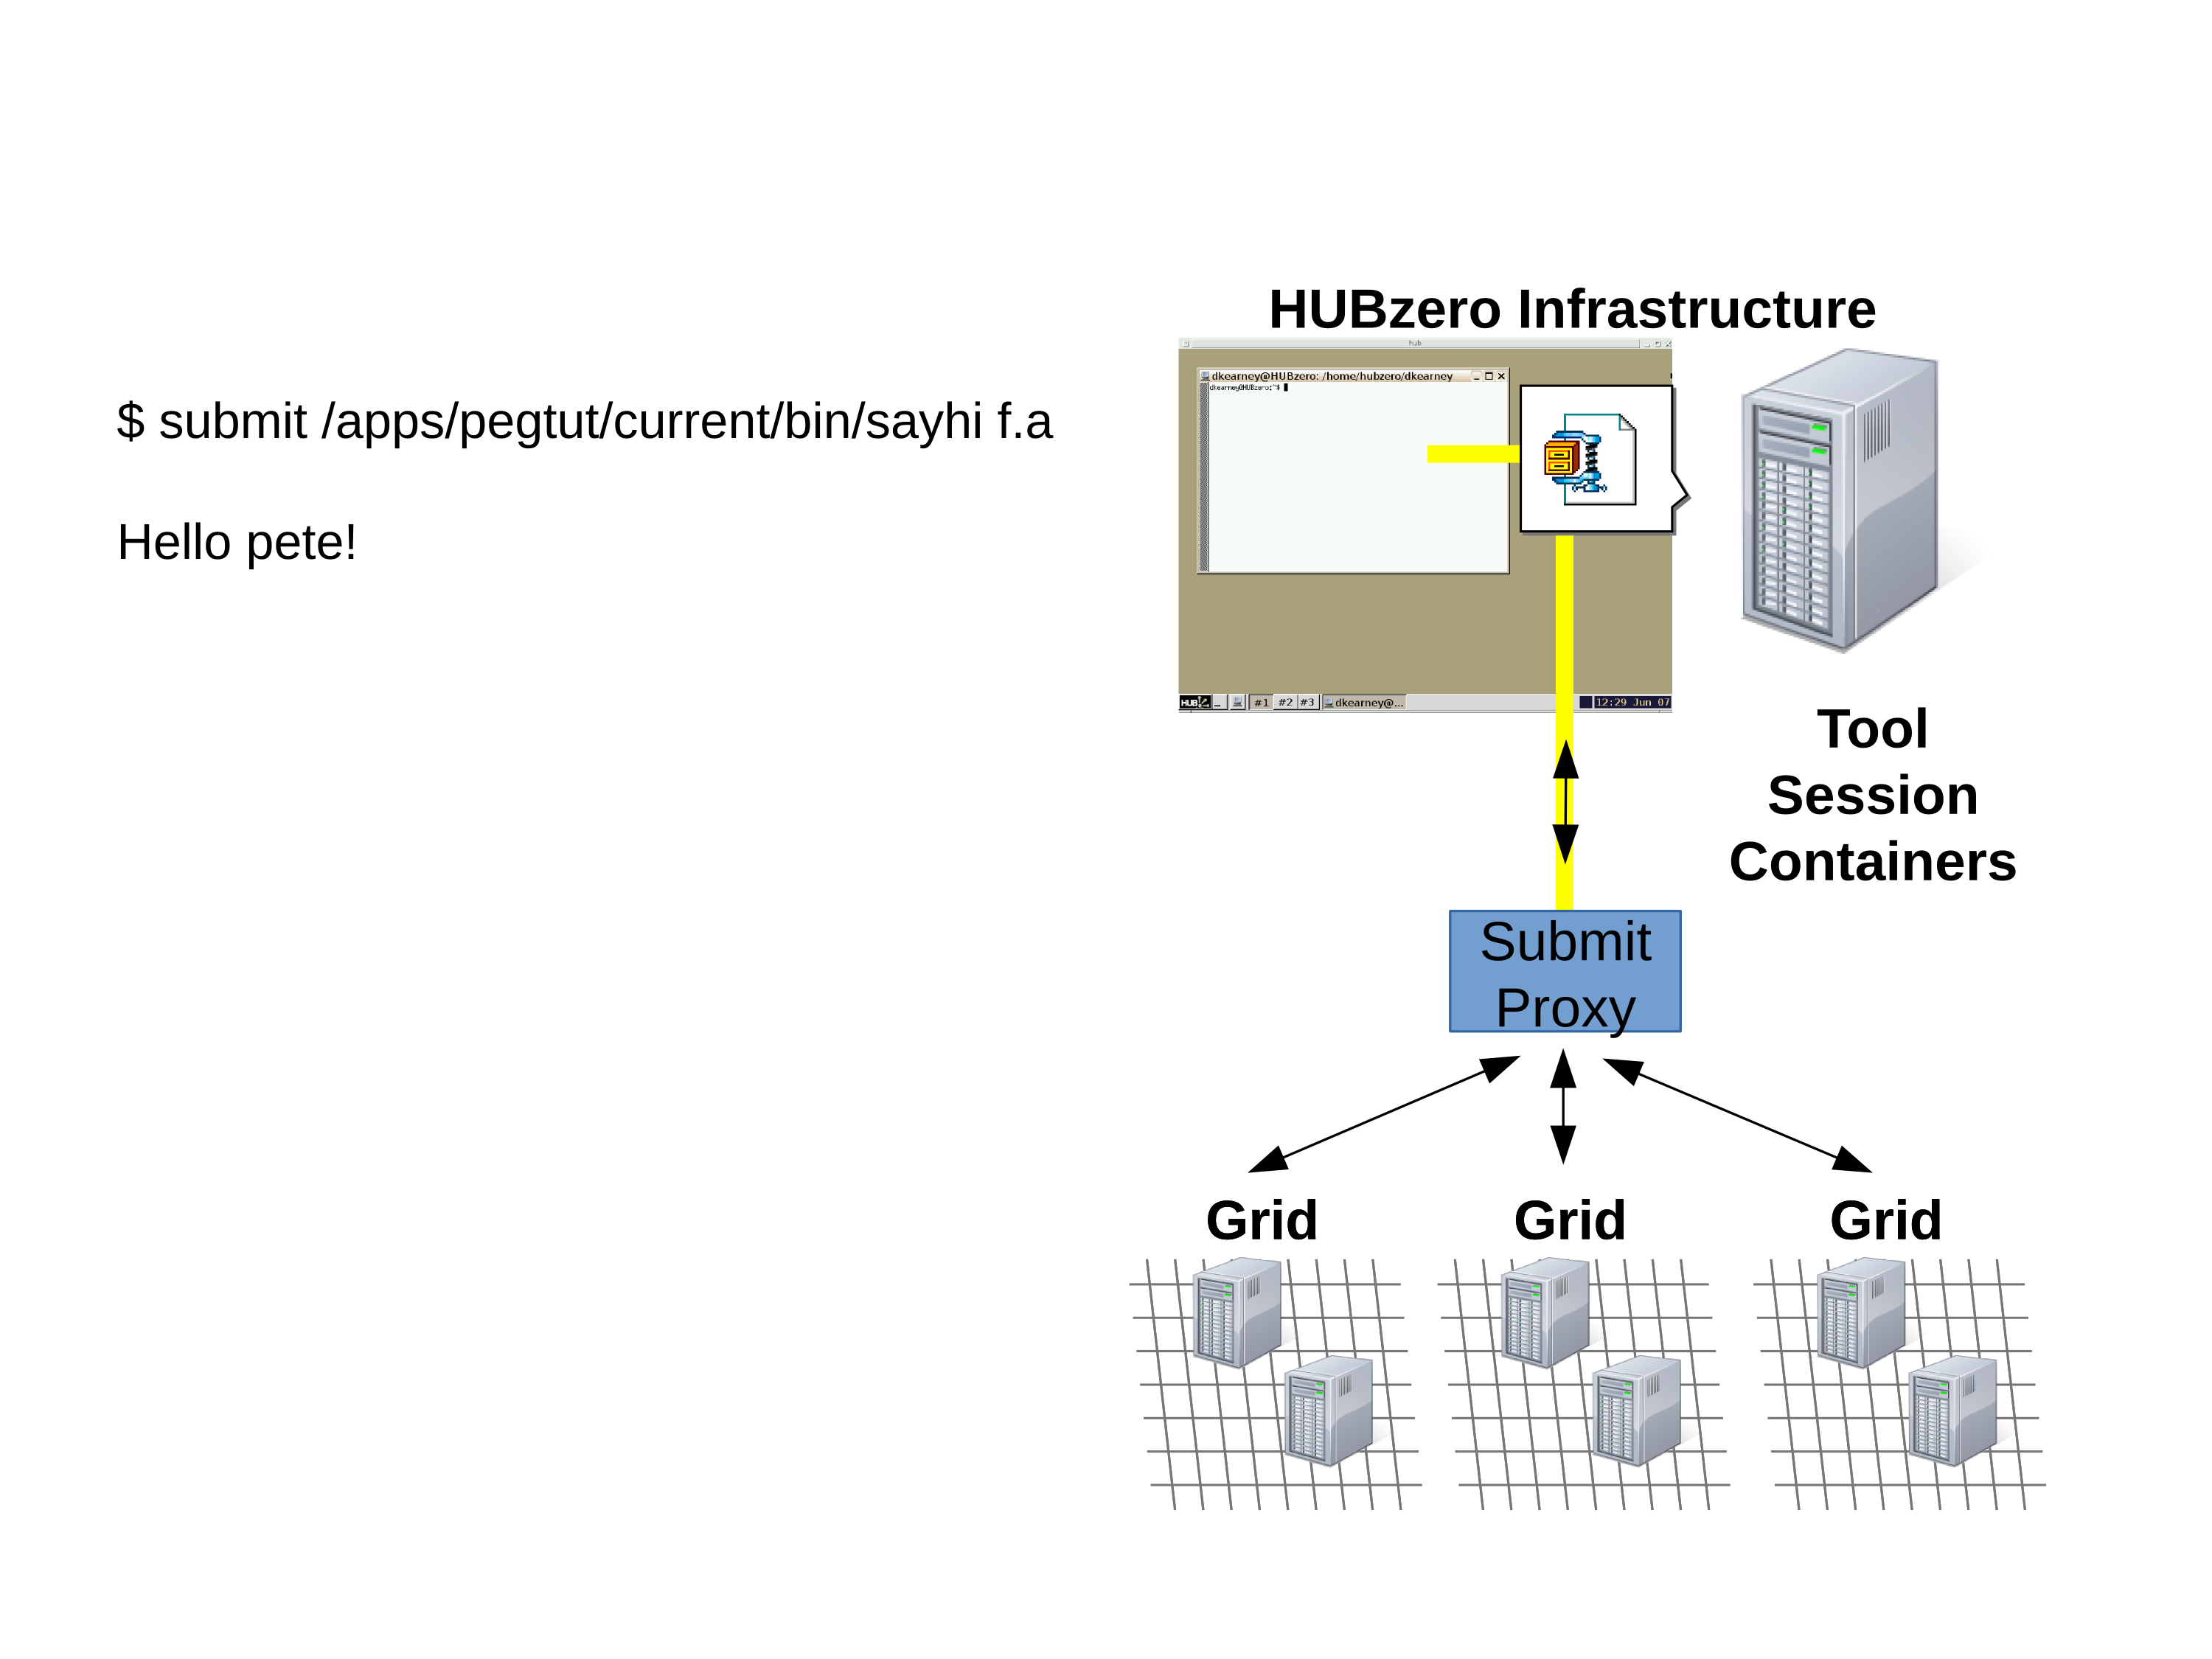 HUBzero Infrastructure
hub
dkearney@HUBzero: /home/hubzero/dkearney
dkearney@HUBzero:~$
$ submit /apps/pegtut/current/bin/sayhi f.a
Hello pete!
HUB
#1 #2 #3 dkearney@... 12:29 Jun 07
Tool
Session
Containers
Submit
Proxy
Grid Grid Grid